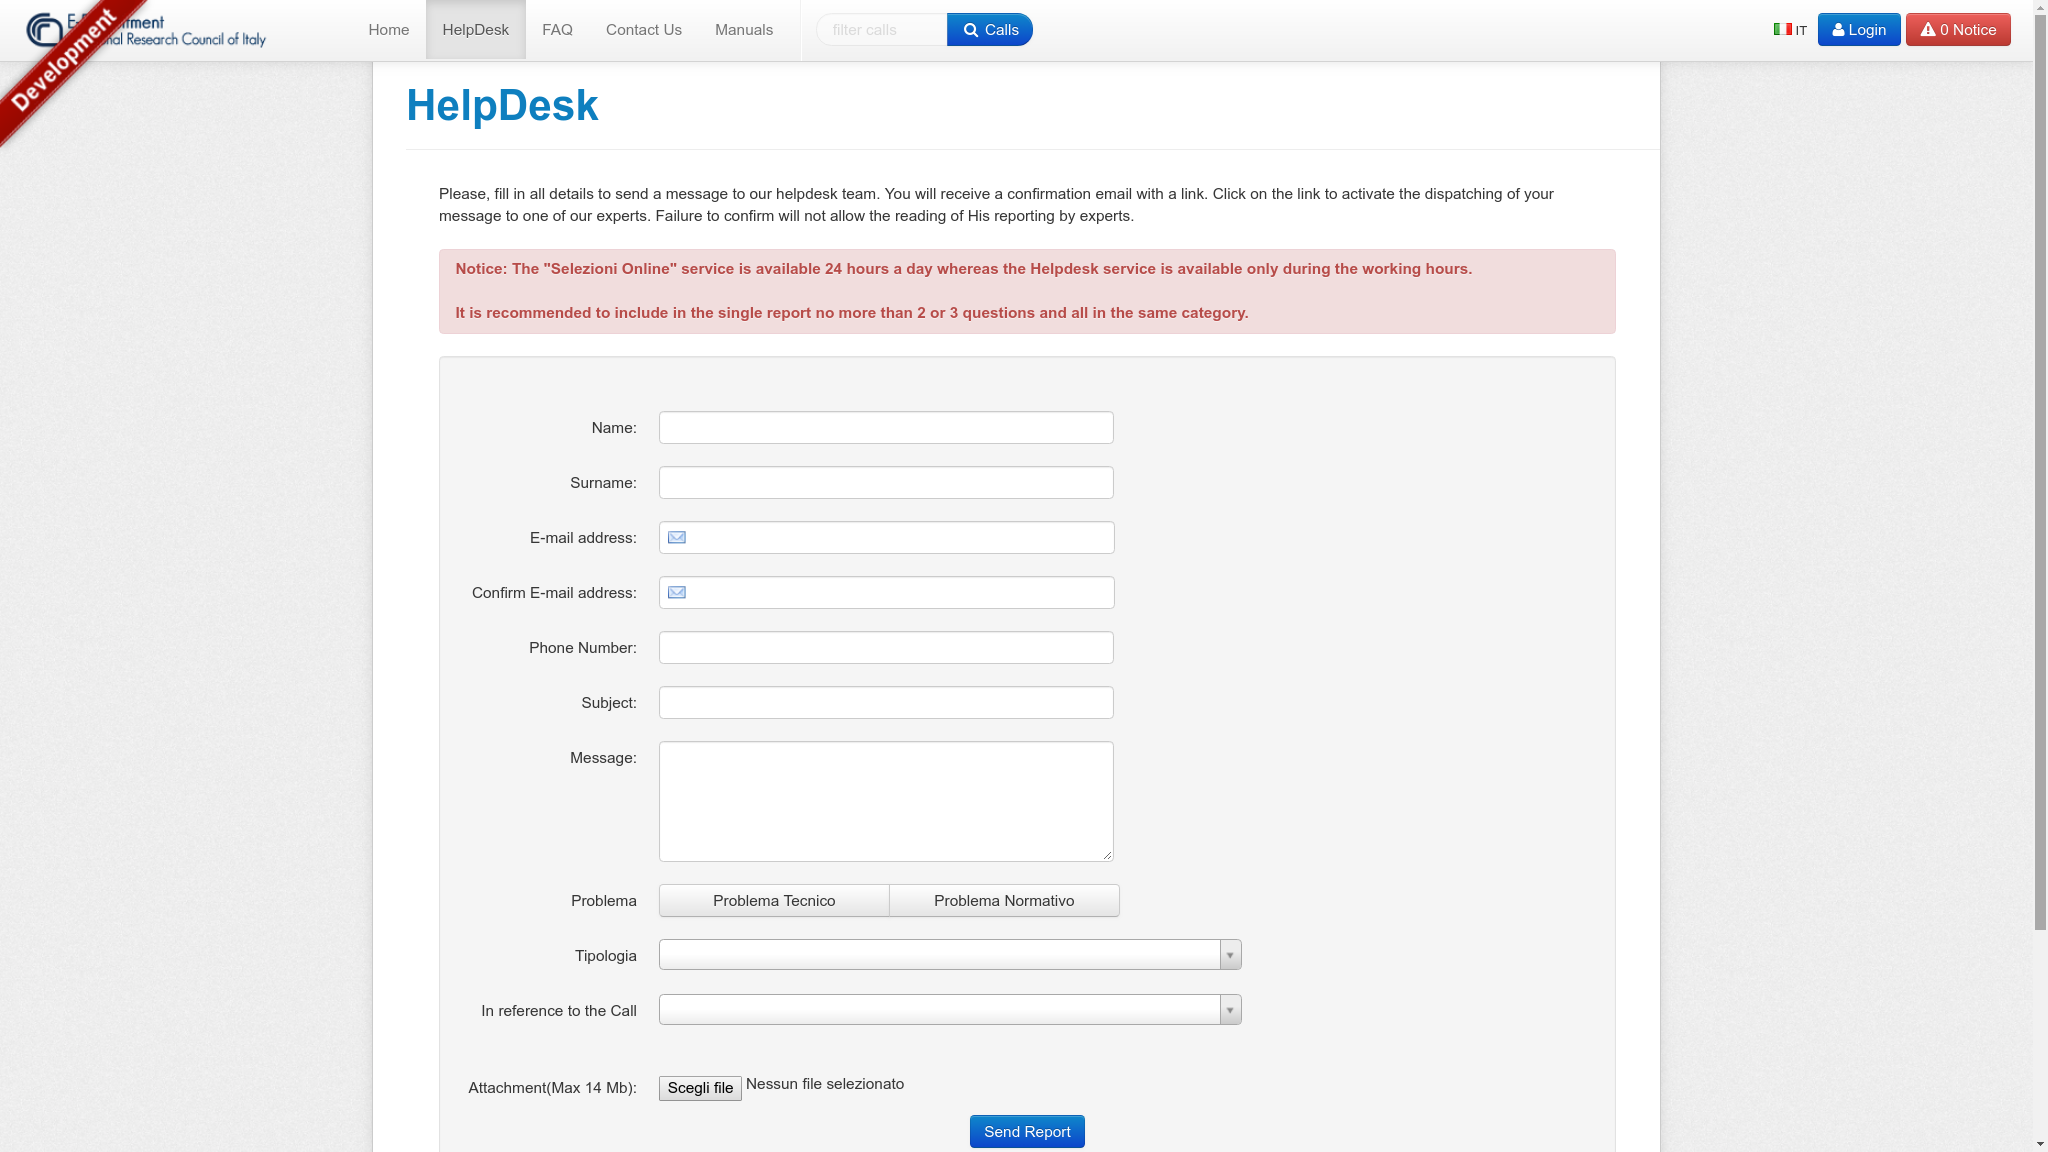 Development
National Research Council of Italy
Home
HelpDesk
FAQ
Contact Us
Manuals
filter calls
Calls
IT
Login
0 Notice
HelpDesk
Please, fill in all details to send a message to our helpdesk team. You will receive a confirmation email with a link. Click on the link to activate the dispatching of your
message to one of our experts. Failure to confirm will not allow the reading of His reporting by experts.
Notice: The "Selezioni Online" service is available 24 hours a day whereas the Helpdesk service is available only during the working hours.
It is recommended to include in the single report no more than 2 or 3 questions and all in the same category.
Name:
Surname:
E-mail address:
Confirm E-mail address:
Phone Number:
Subject:
Message:
Problema
Problema Tecnico
Problema Normativo
Tipologia
In reference to the Call
Attachment(Max 14 Mb):
Scegli file
Nessun file selezionato
Send Report